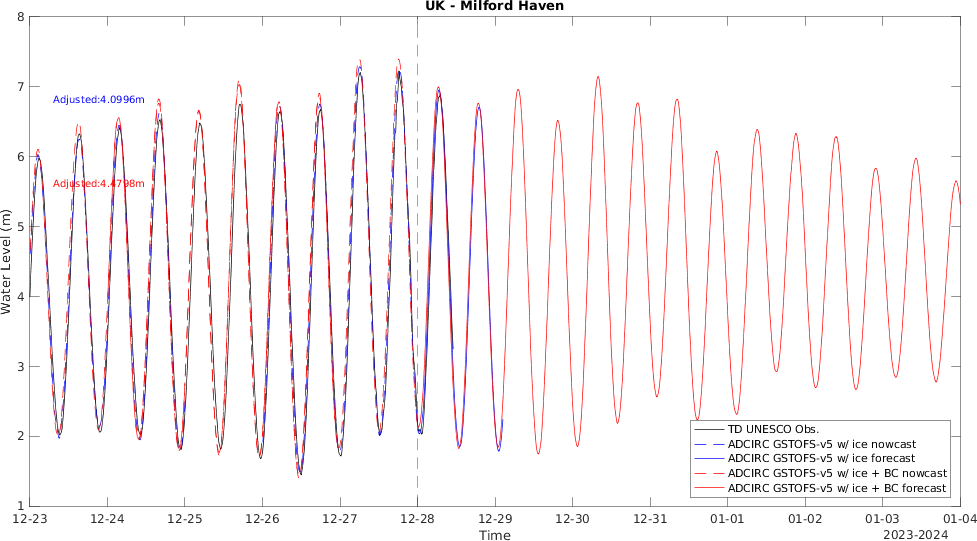 UK - Milford Haven
8
7
6
5
4
3
2
1
Water Level (m)
Adjusted:4.0996m
Adjusted:4.4798m
TD UNESCO Obs.
ADCIRC GSTOFS-v5 w/ ice nowcast
ADCIRC GSTOFS-v5 w/ ice forecast
ADCIRC GSTOFS-v5 w/ ice + BC nowcast
ADCIRC GSTOFS-v5 w/ ice + BC forecast
12-23 12-24 12-25 12-26 12-27 12-28 12-29 12-30 12-31 01-01 01-02 01-03 01-04
Time
2023-2024